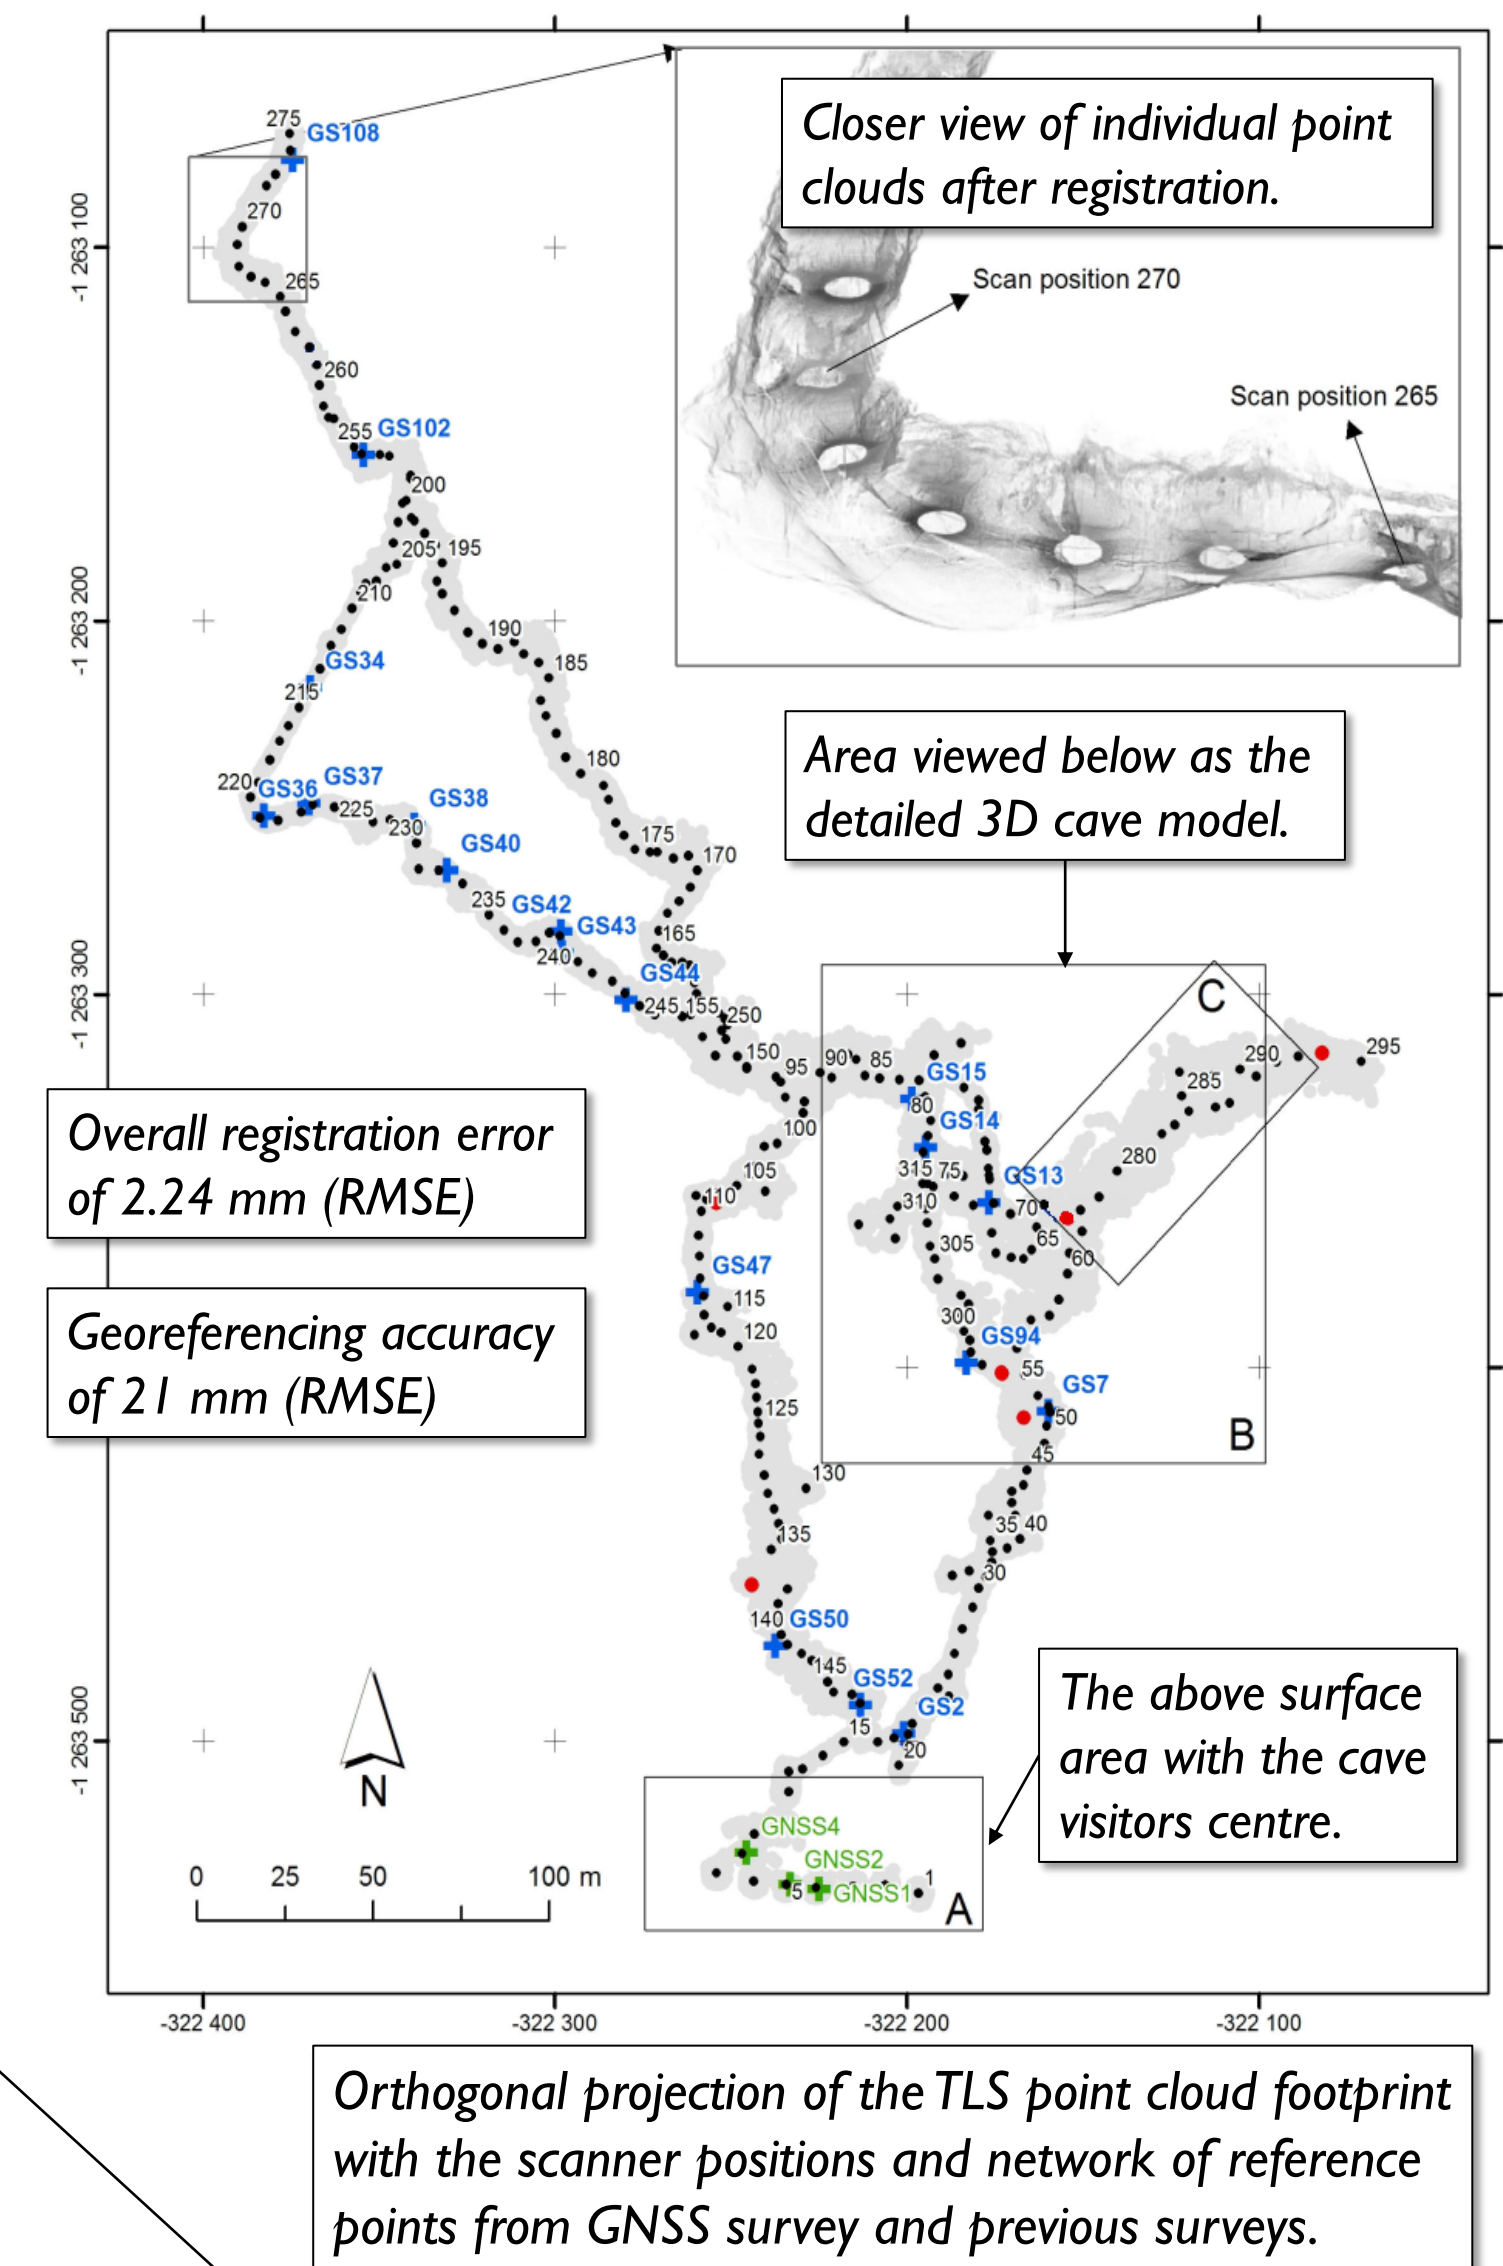 275
GS108
Closer view of individual point
clouds after registration.
270
-1 263 100
265
Scan position 270
260
Scan position 265
255
GS102
200
205
195
210
-1 263 200
190
GS34
185
215
Area viewed below as the
detailed 3D cave model.
180
220
GS36
GS37
225
GS38
230
GS40
175
170
235
GS42
GS43
165
240
GS44
-1 263 300
C
245
155
250
150
95
90
85
290
295
GS15
285
80
GS14
Overall registration error
of 2.24 mm (RMSE)
100
280
105
315
75
GS13
110
310
70
65
305
60
GS47
115
300
120
GS94
Georeferencing accuracy
of 21 mm (RMSE)
55
GS7
125
50
B
45
130
135
35
40
30
140
GS50
145
GS52
GS2
The above surface
area with the cave
visitors centre.
15
20
-1 263 500
N
GNSS4
GNSS2
5
GNSS1
1
A
0
25
50
100 m
-322 400
-322 300
-322 200
-322 100
Orthogonal projection of the TLS point cloud footprint
with the scanner positions and network of reference
points from GNSS survey and previous surveys.